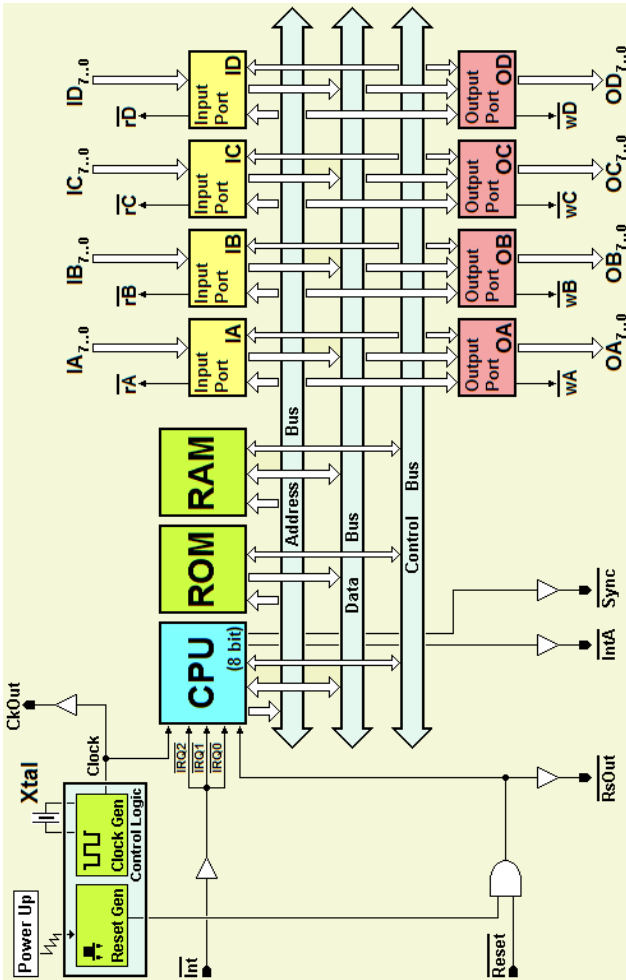 CkOut
Power Up
Xtal
IA7..0
IB7..0
IC7..0
ID7..0
Clock
Reset Gen
Clock Gen
Control Logic
rA
rB
rC
rD
Int
IRQ2
IRQ1
IRQ0
CPU
(8 bit)
ROM
RAM
Input
Port IA
Input
Port IB
Input
Port IC
Input
Port ID
Address Bus
Data Bus
Control Bus
Output
Port OA
Output
Port OB
Output
Port OC
Output
Port OD
Reset
RsOut
IntA
Sync
wA
wB
wC
wD
OA7..0
OB7..0
OC7..0
OD7..0